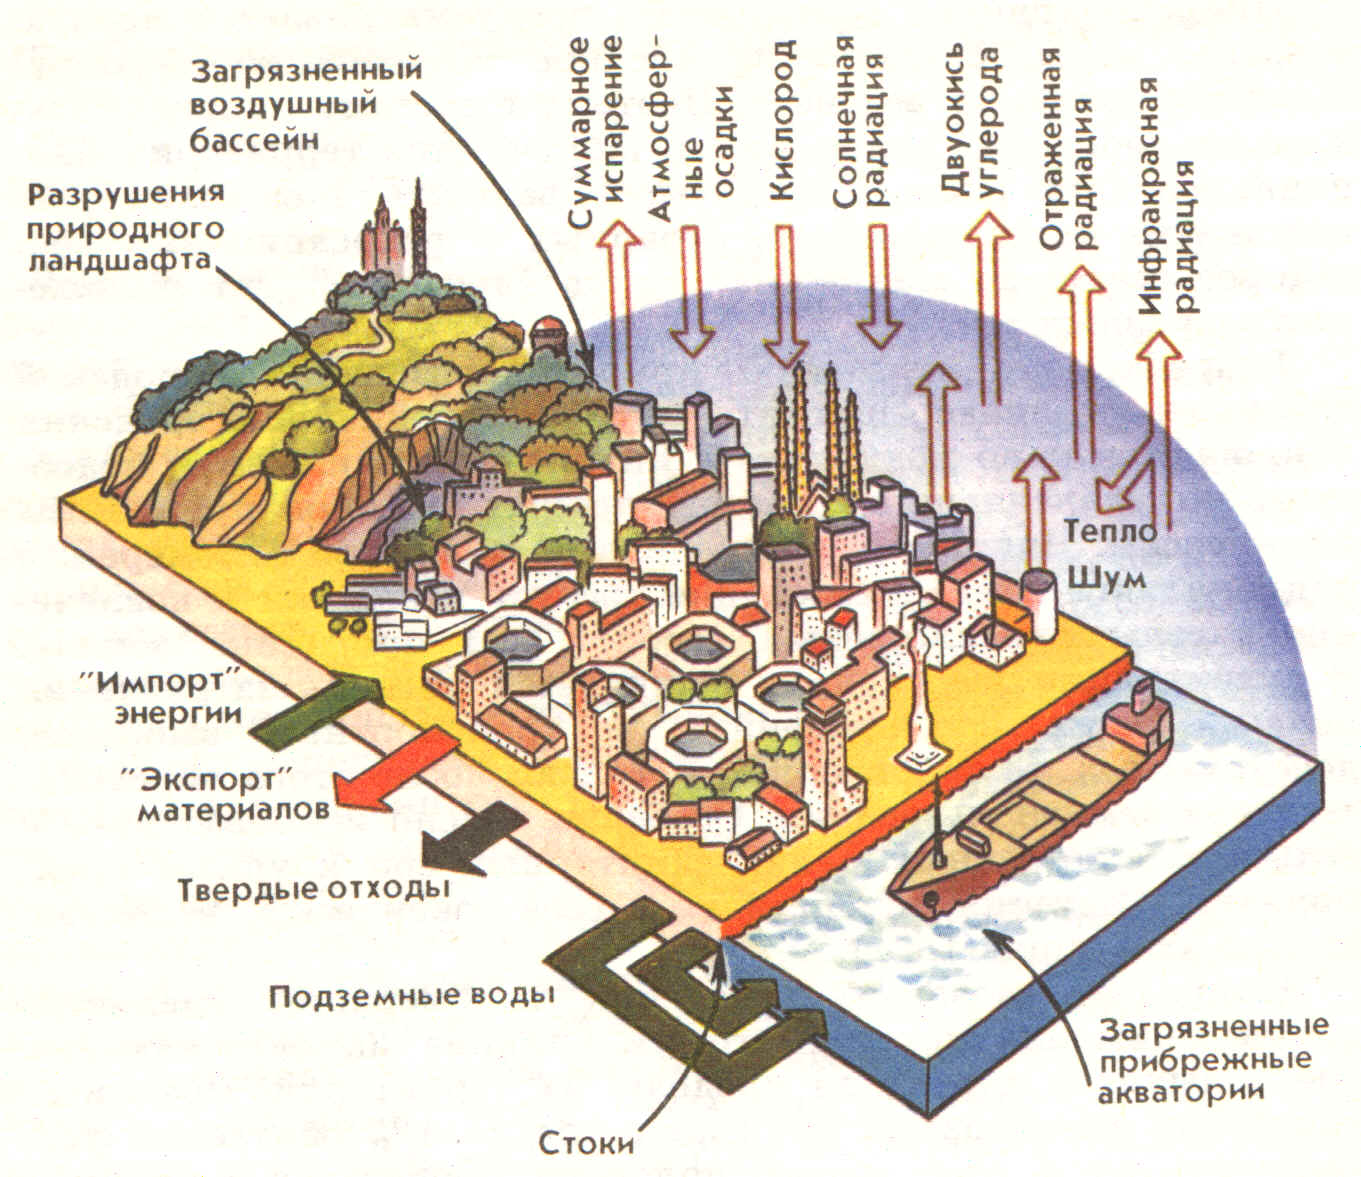 Загрязненный
воздушный
бассейн
Разрушения
природного
ландшафта
Суммарное
испарение
Атмосфер-
ные
осадки
Кислород
Солнечная
радиация
Двуокись
углерода
Отраженная
радиация
Инфракрасная
радиация
Тепло
Шум
"Импорт"
энергии
"Экспорт"
материалов
Твердые отходы
Подземные воды
Стоки
Загрязненные
прибрежные
акватории